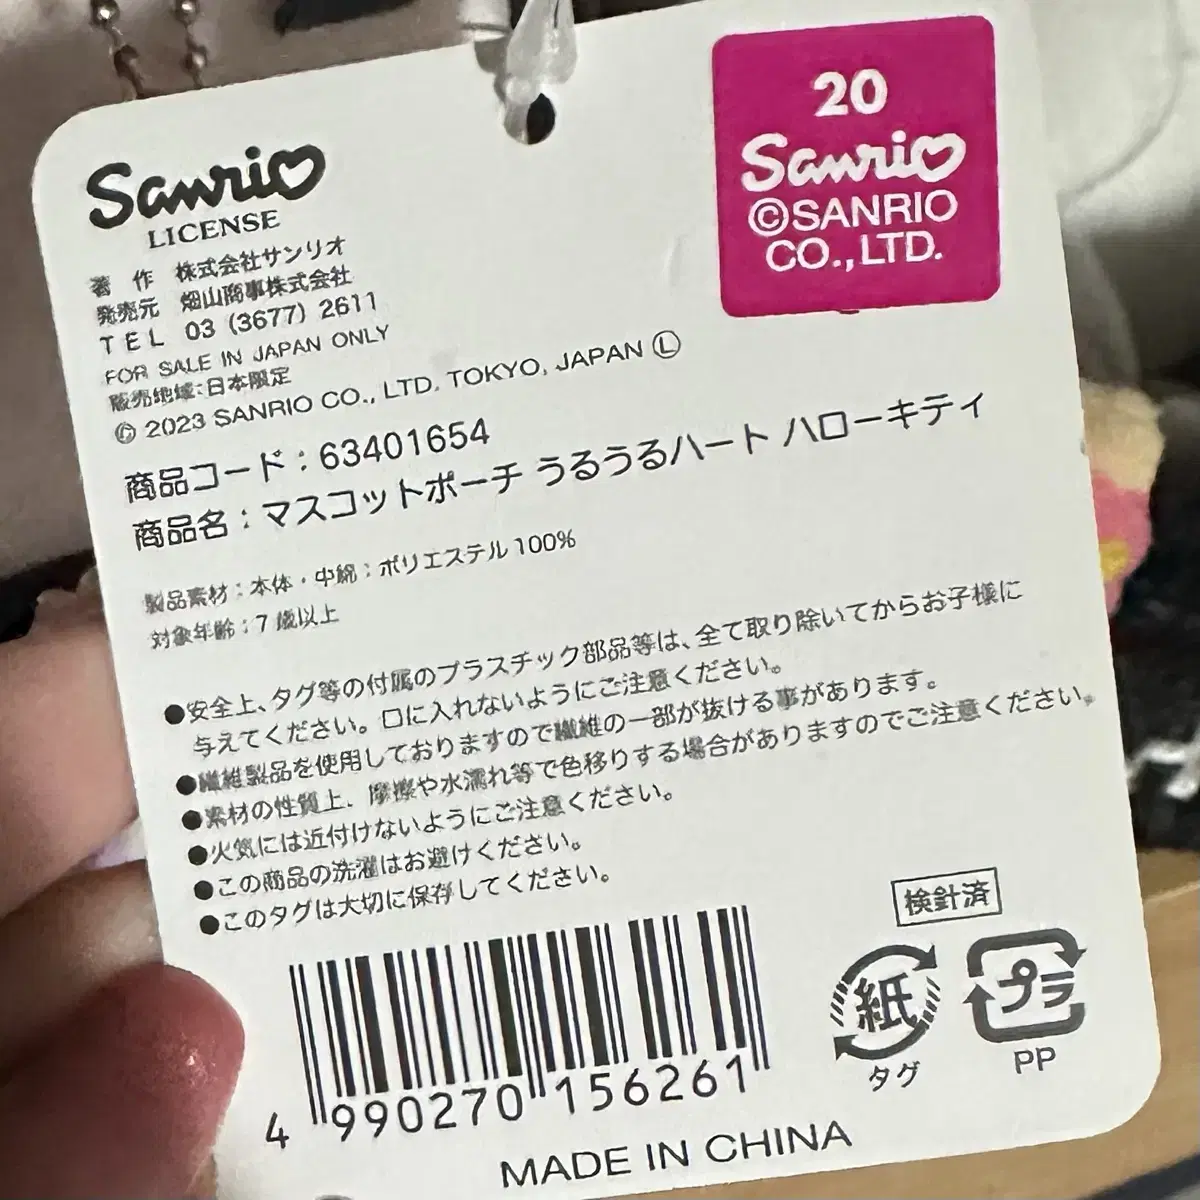 Sanrio
LICENSE
著 作 株式会社サンリオ
発売元 畑山商事株式会社
TEL 03 (3677) 2611
FOR SALE IN JAPAN ONLY
販売地域:日本限定
© 2023 SANRIO CO., LTD. TOKYO, JAPAN Ⓛ
20
Sanrio
©SANRIO
CO.,LTD.
商品コード:63401654
商品名:マスコットポーチ うるうるハート ハローキティ
製品素材:本体・中綿:ポリエステル100%
対象年齢:7歳以上
●安全上、タグ等の付属のプラスチック部品等は、全て取り除いてからお子様に
与えてください。口に入れないようにご注意ください。
●繊維製品を使用しておりますので繊維の一部が抜ける事があります。
●素材の性質上、摩擦や水濡れ等で色移りする場合がありますのでご注意ください。
●火気には近付けないようにご注意ください。
●この商品の洗濯はお避けください。
●このタグは大切に保存してください。
検針済
紙
タグ
プラ
PP
4 990270 156261
MADE IN CHINA